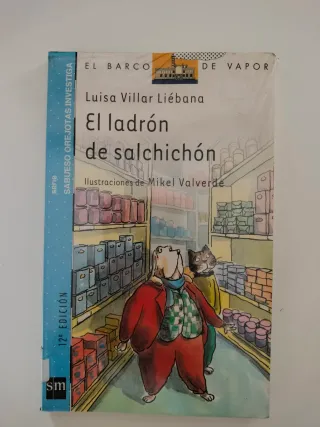 EL BARCO DE VAPOR
Luisa Villar Liébana
El ladrón
de salchichón
Ilustraciones de Mikel Valverde
serie
SABUESO OREJOTAS INVESTIGA
12ª EDICIÓN
sm